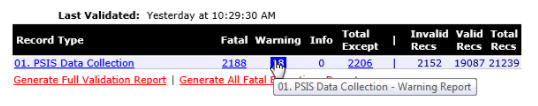 Last Validated: Yesterday at 10:29:30 AM
Record Type Fatal Warning Info Total Except | Invalid Recs Valid Recs Total Recs
01. PSIS Data Collection 2188 18 0 2206 | 2152 19087 21239
Generate Full Validation Report | Generate All Fatal
01. PSIS Data Collection - Warning Report